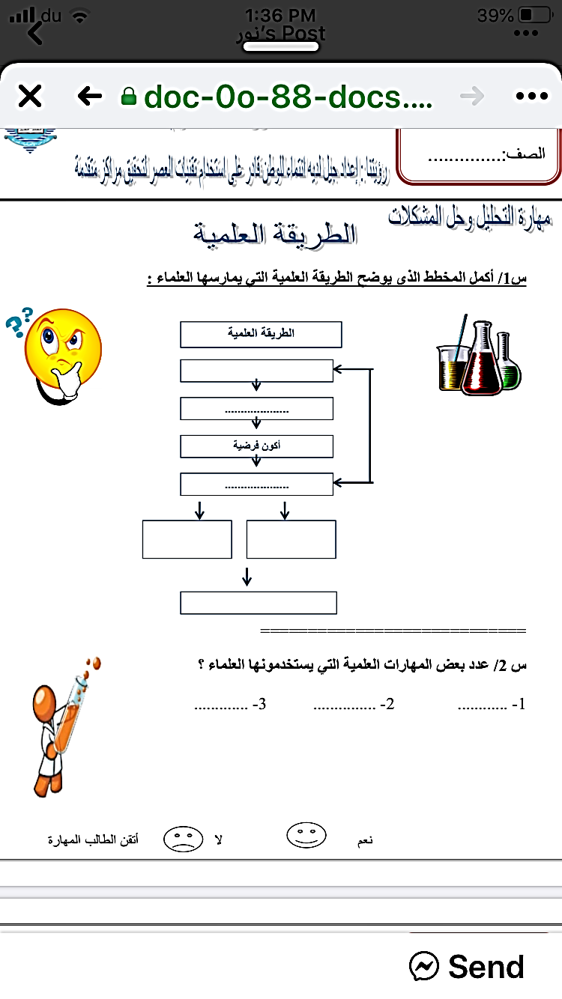 du 1:36 PM 39%
نور's Post
doc-0o-88-docs....
الصف:...............
رؤيتنا : إعداد جيل لديه انتماء للوطن قادر على استخدام تقنيات العصر لتحقيق مراكز متقدمة
مهارة التحليل وحل المشكلات
الطريقة العلمية
س1/ أكمل المخطط الذى يوضح الطريقة العلمية التي يمارسها العلماء :
الطريقة العلمية
....................
أكون فرضية
....................
===========================
س 2/ عدد بعض المهارات العلمية التي يستخدمونها العلماء ؟
1- ............ 2- ............... 3- .............
أتقن الطالب المهارة لا نعم
Send